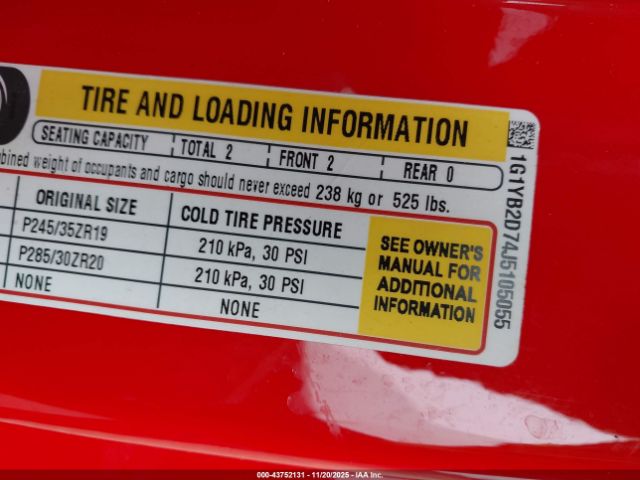 TIRE AND LOADING INFORMATION
SEATING CAPACITY TOTAL 2 FRONT 2 REAR 0
weight of occupants and cargo should never exceed 238 kg or 525 lbs.
ORIGINAL SIZE COLD TIRE PRESSURE
P245/35ZR19 210 kPa, 30 PSI
P285/30ZR20 210 kPa, 30 PSI
NONE NONE
SEE OWNER'S
MANUAL FOR
ADDITIONAL
INFORMATION
1G1YB2D74J5105055
000-43752131 - 11/20/2025 - IAA Inc.